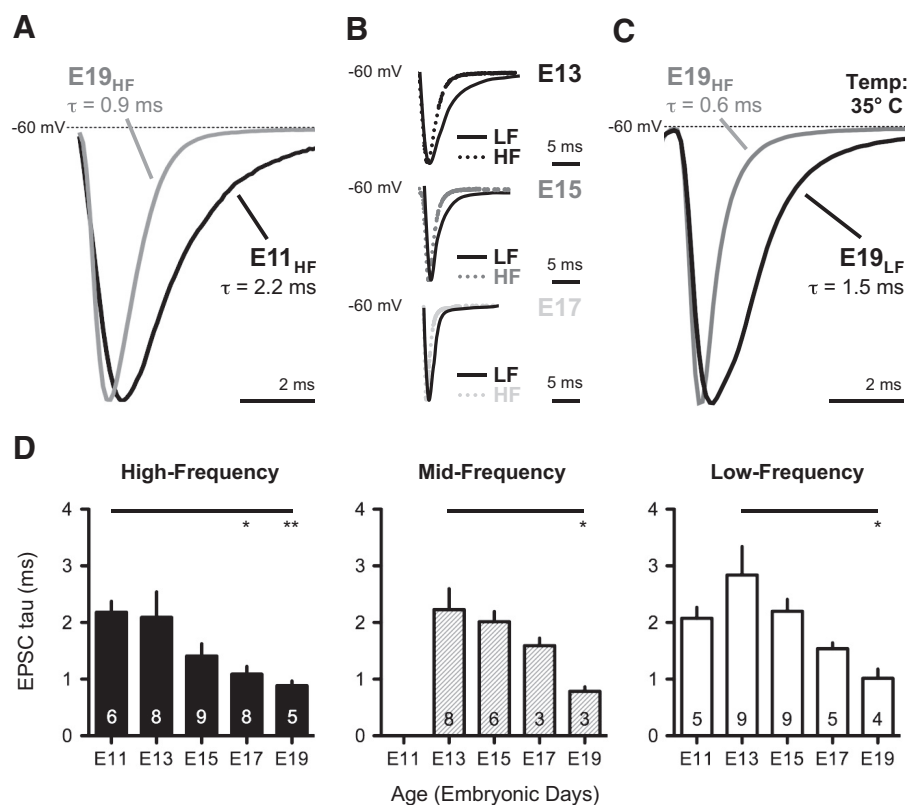 A
E19HF
τ = 0.9 ms
-60 mV
E11HF
τ = 2.2 ms
2 ms
B
-60 mV
E13
LF
HF
5 ms
-60 mV
E15
LF
HF
5 ms
-60 mV
E17
LF
HF
5 ms
C
E19HF
τ = 0.6 ms
Temp:
35° C
-60 mV
E19LF
τ = 1.5 ms
2 ms
D
High-Frequency
EPSC tau (ms)
4
3
2
1
0
* **
6 8 9 8 5
E11 E13 E15 E17 E19
Mid-Frequency
4
3
2
1
0
*
8 6 3 3
E11 E13 E15 E17 E19
Low-Frequency
4
3
2
1
0
*
5 9 9 5 4
E11 E13 E15 E17 E19
Age (Embryonic Days)